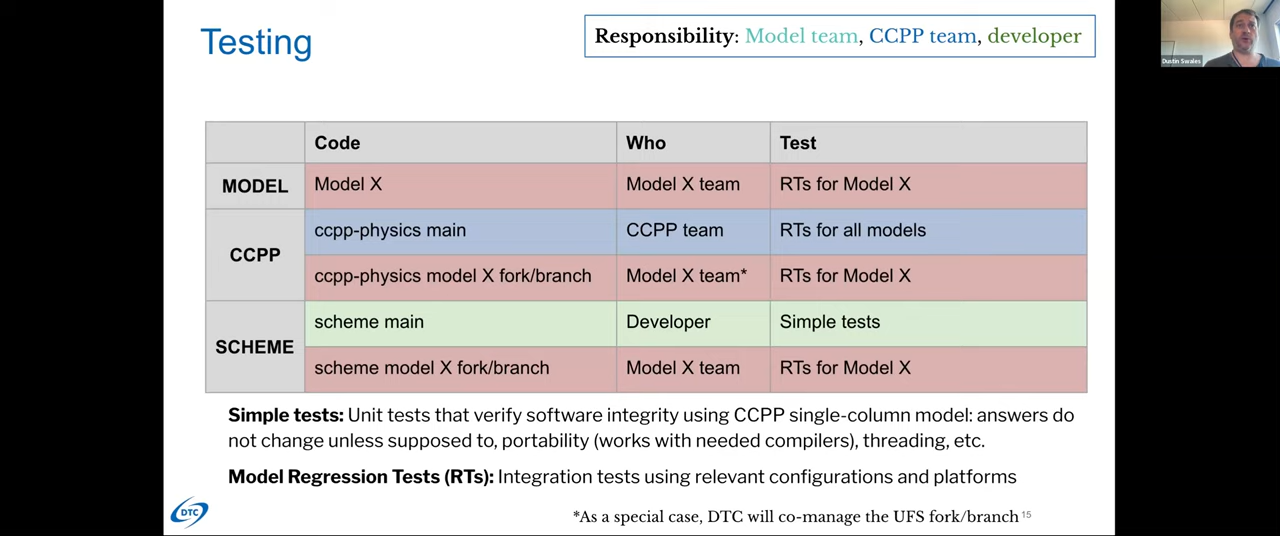 Testing
Responsibility: Model team, CCPP team, developer
Dustin Swales
Code Who Test
MODEL Model X Model X team RTs for Model X
CCPP ccpp-physics main CCPP team RTs for all models
ccpp-physics model X fork/branch Model X team* RTs for Model X
SCHEME scheme main Developer Simple tests
scheme model X fork/branch Model X team RTs for Model X
Simple tests: Unit tests that verify software integrity using CCPP single-column model: answers do
not change unless supposed to, portability (works with needed compilers), threading, etc.
Model Regression Tests (RTs): Integration tests using relevant configurations and platforms
DTC
*As a special case, DTC will co-manage the UFS fork/branch 15